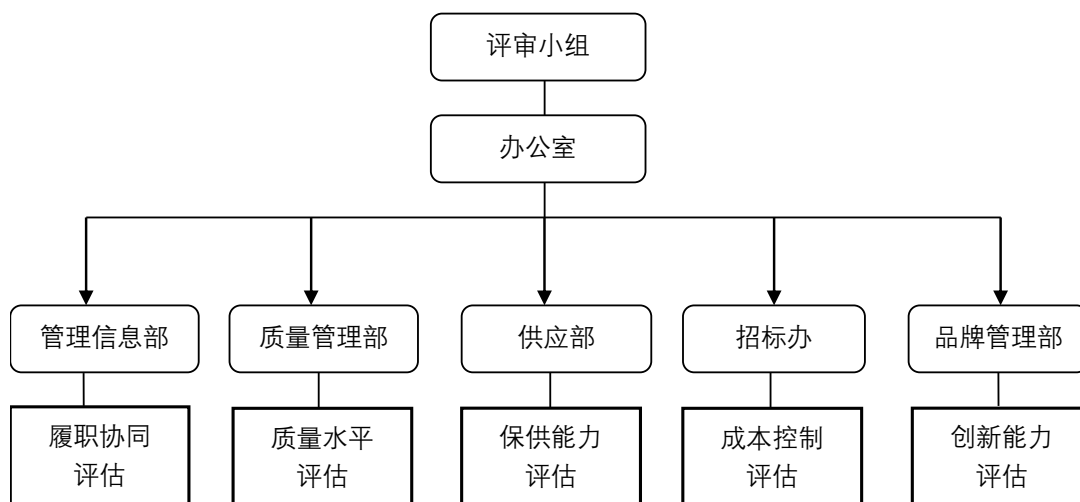 评审小组
办公室
管理信息部
质量管理部
供应部
招标办
品牌管理部
履职协同
评估
质量水平
评估
保供能力
评估
成本控制
评估
创新能力
评估